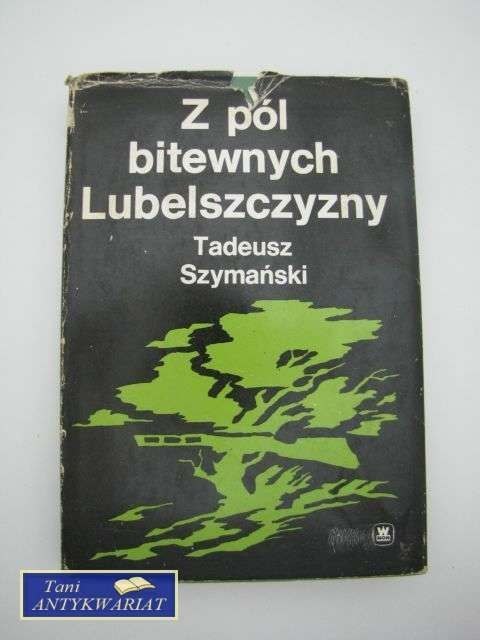 Z pól
bitewnych
Lubelszczyzny
Tadeusz
Szymański
Tani
ANTYKWARIAT